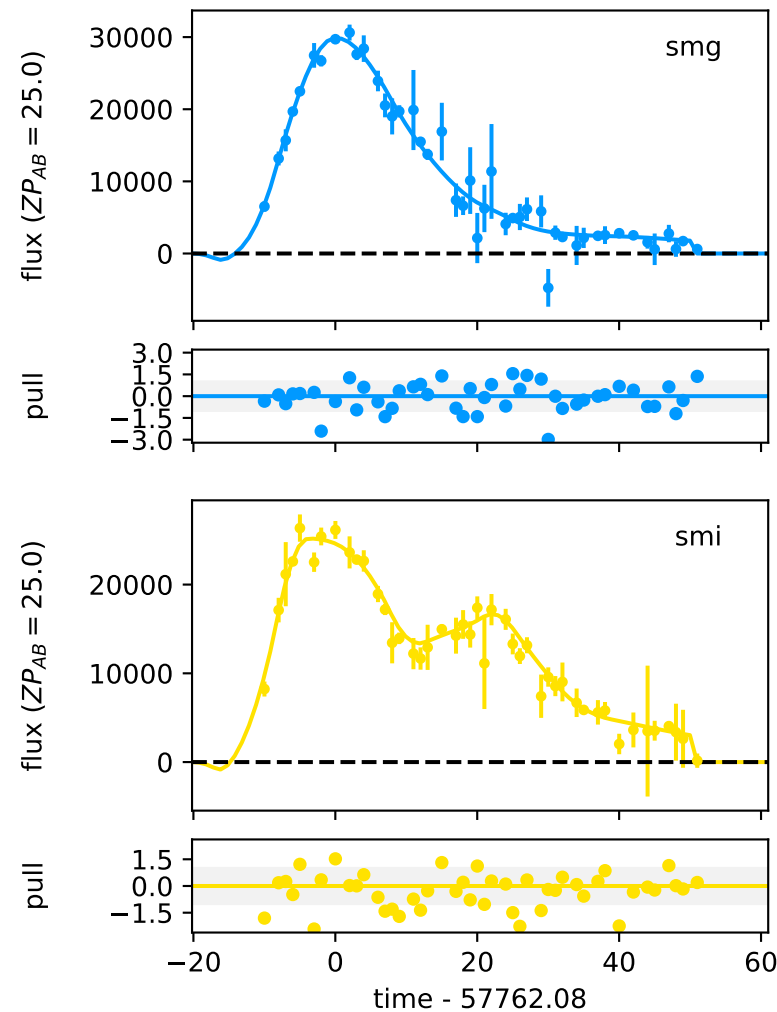 smg
flux (ZP_AB = 25.0)
30000
20000
10000
0
pull
3.0
1.5
0.0
−1.5
−3.0
smi
flux (ZP_AB = 25.0)
20000
10000
0
pull
1.5
0.0
−1.5
−20 0 20 40 60
time - 57762.08